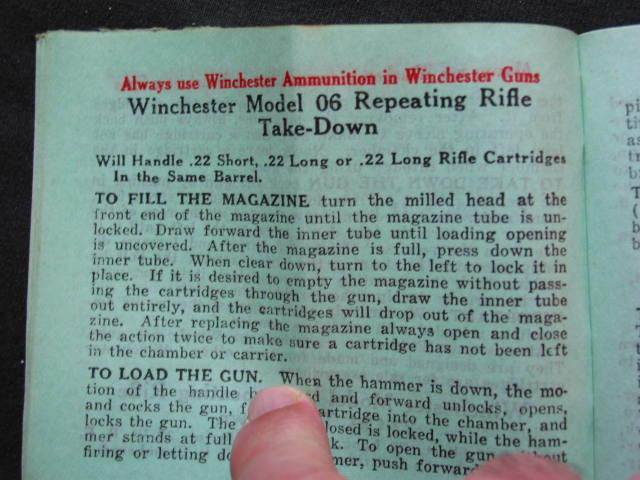 Always use Winchester Ammunition in Winchester Guns
Winchester Model 06 Repeating Rifle
Take-Down
Will Handle .22 Short, .22 Long or .22 Long Rifle Cartridges
In the Same Barrel.
TO FILL THE MAGAZINE turn the milled head at the
front end of the magazine until the magazine tube is un-
locked. Draw forward the inner tube until loading opening
is uncovered. After the magazine is full, press down the
inner tube. When clear down, turn to the left to lock it in
place. If it is desired to empty the magazine without pass-
ing the cartridges through the gun, draw the inner tube
out entirely, and the cartridges will drop out of the maga-
zine. After replacing the magazine always open and close
the action twice to make sure a cartridge has not been left
in the chamber or carrier.
TO LOAD THE GUN. When the hammer is down, the mo-
tion of the handle and forward unlocks, opens,
and cocks the gun, cartridge into the chamber, and
locks the gun. The closed is locked, while the ham-
mer stands at full To open the gun without
firing or letting push forward